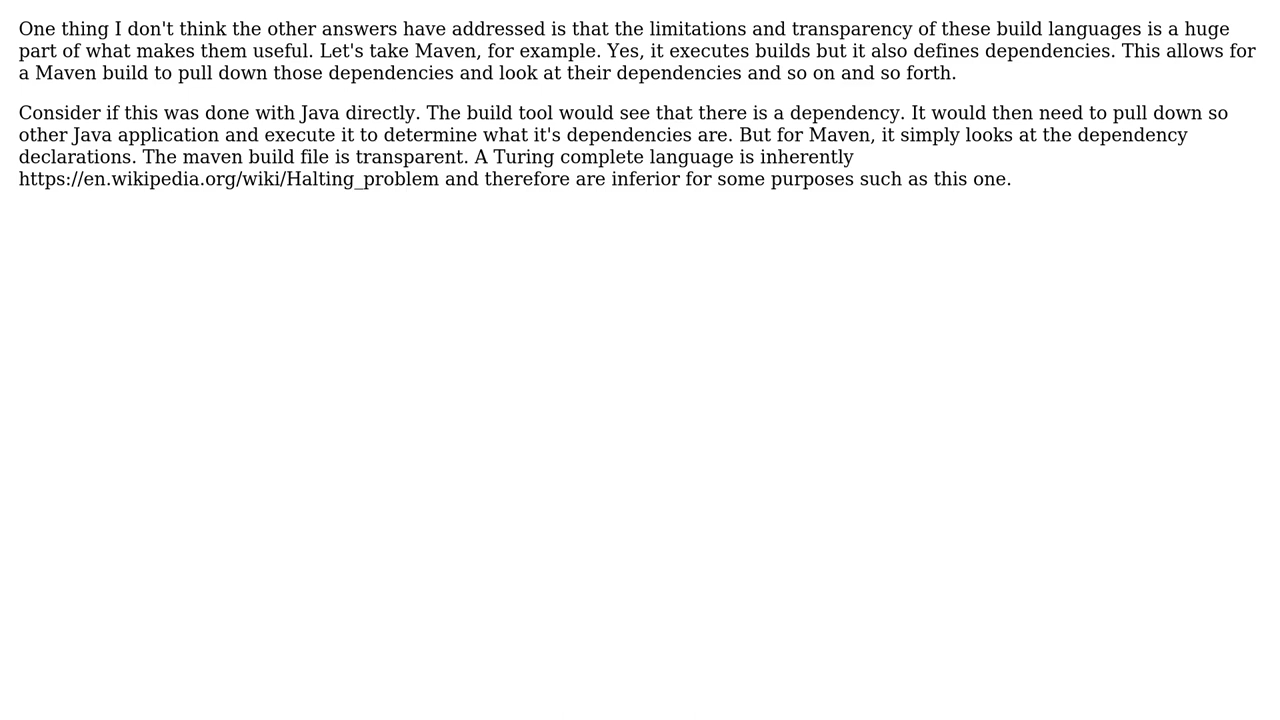 One thing I don't think the other answers have addressed is that the limitations and transparency of these build languages is a huge
part of what makes them useful. Let's take Maven, for example. Yes, it executes builds but it also defines dependencies. This allows for
a Maven build to pull down those dependencies and look at their dependencies and so on and so forth.
Consider if this was done with Java directly. The build tool would see that there is a dependency. It would then need to pull down so
other Java application and execute it to determine what it's dependencies are. But for Maven, it simply looks at the dependency
declarations. The maven build file is transparent. A Turing complete language is inherently
https://en.wikipedia.org/wiki/Halting_problem and therefore are inferior for some purposes such as this one.